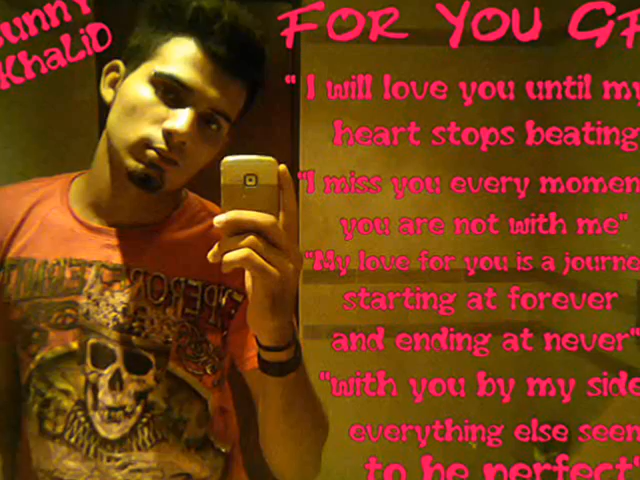 SunnY
KhaLiD
FOR YOU
" I will love you until my
heart stops beating
"I miss you every momen
you are not with me"
"My love for you is a journe
starting at forever
and ending at never"
"with you by my side
everything else seem
to be perfect"